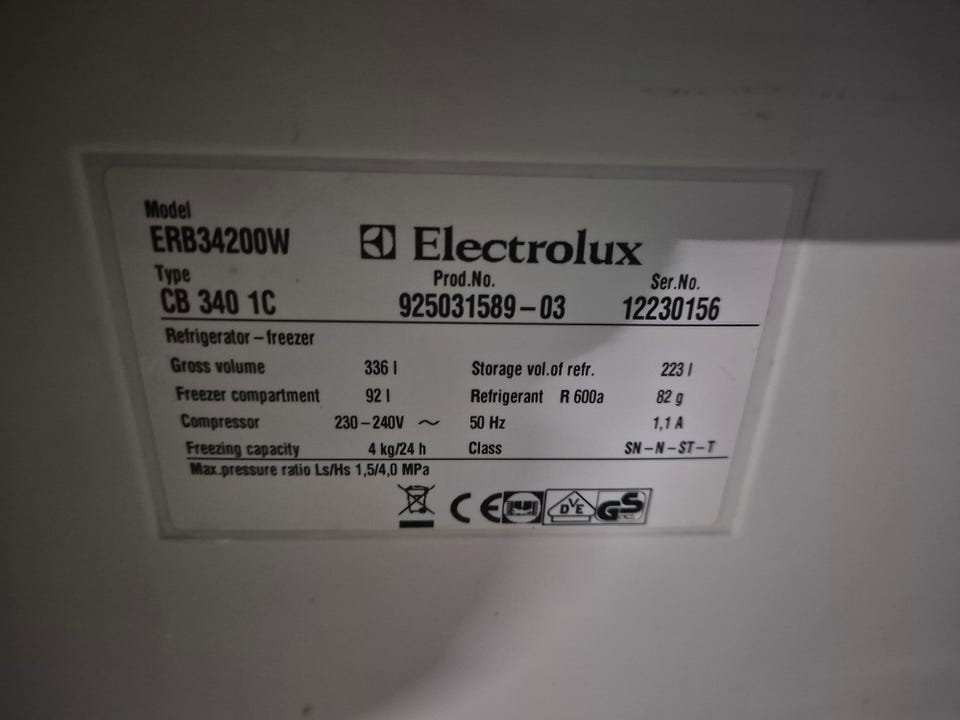 Model
ERB34200W
Electrolux
Type
Prod.No.
Ser.No.
CB 340 1C
925031589-03
12230156
Refrigerator-freezer
Gross volume 336 l Storage vol.of refr. 223 l
Freezer compartment 92 l Refrigerant R 600a 82 g
Compressor 230-240V ~ 50 Hz 1,1 A
Freezing capacity 4 kg/24 h Class SN-N-ST-T
Max.pressure ratio Ls/Hs 1,5/4,0 MPa
CE DVE GS